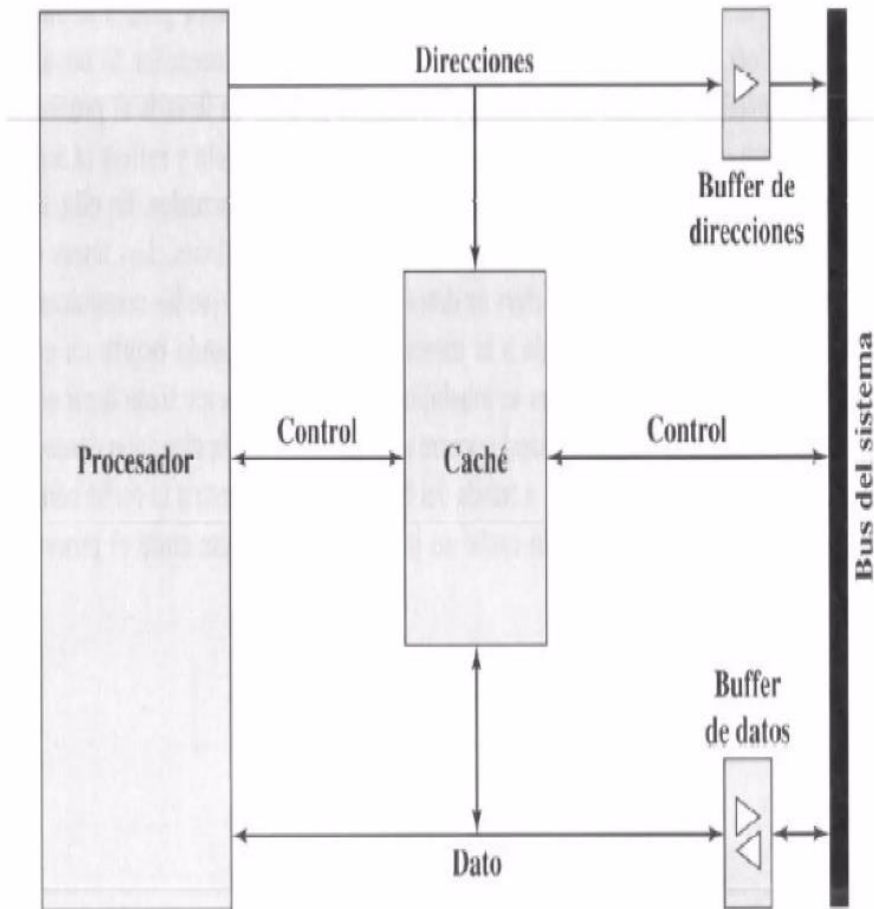 Direcciones
Buffer de
direcciones
Control
Control
Procesador
Caché
Bus del sistema
Buffer
de datos
Dato